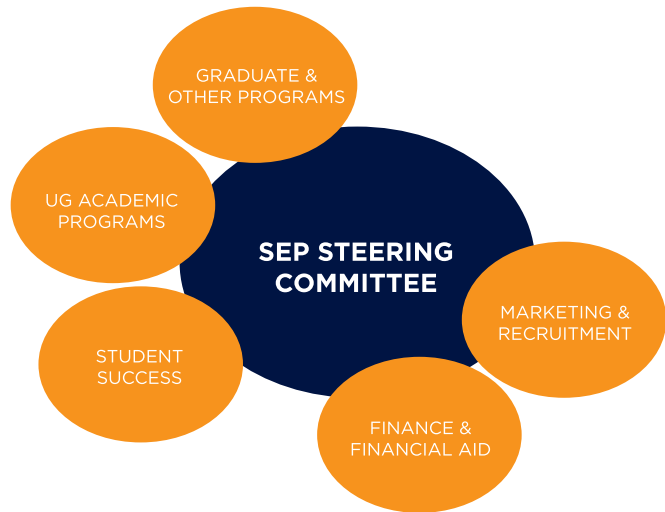 GRADUATE &
OTHER PROGRAMS
UG ACADEMIC
PROGRAMS
SEP STEERING
COMMITTEE
MARKETING &
RECRUITMENT
STUDENT
SUCCESS
FINANCE &
FINANCIAL AID